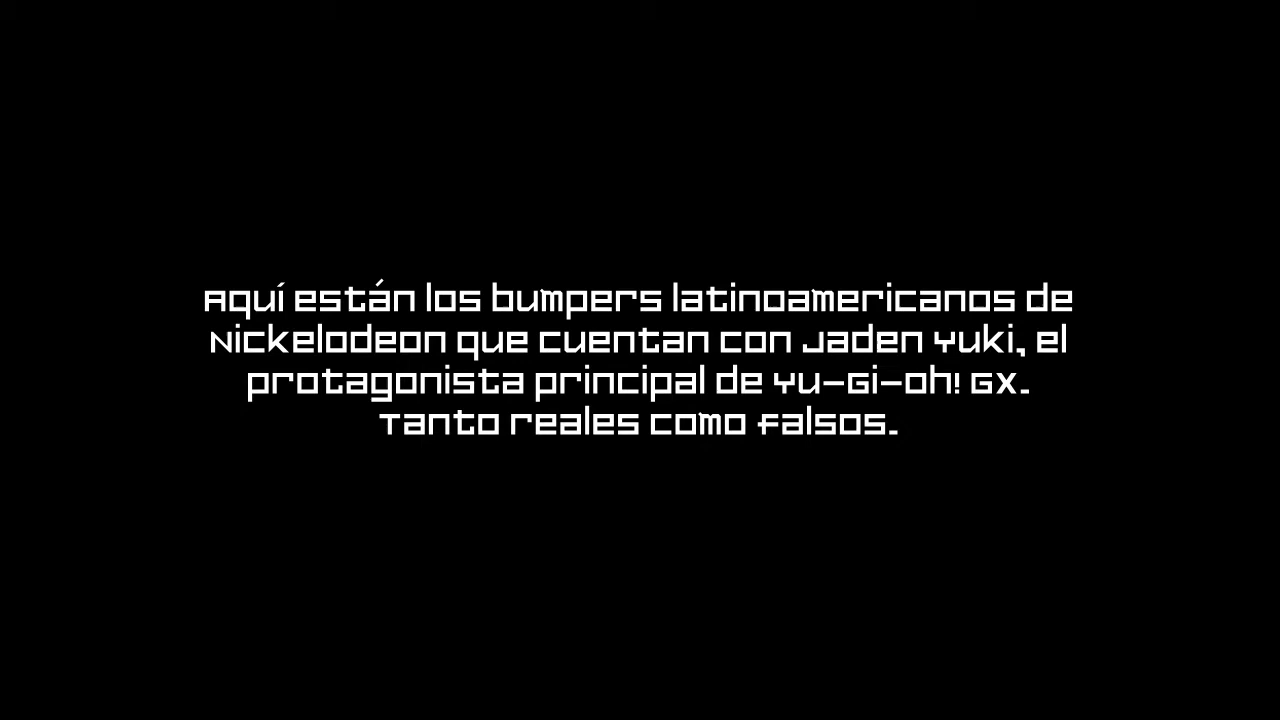 Aquí están los bumpers latinoamericanos de
Nickelodeon que cuentan con Jaden Yuki, el
protagonista principal de Yu-Gi-Oh! GX.
Tanto reales como falsos.